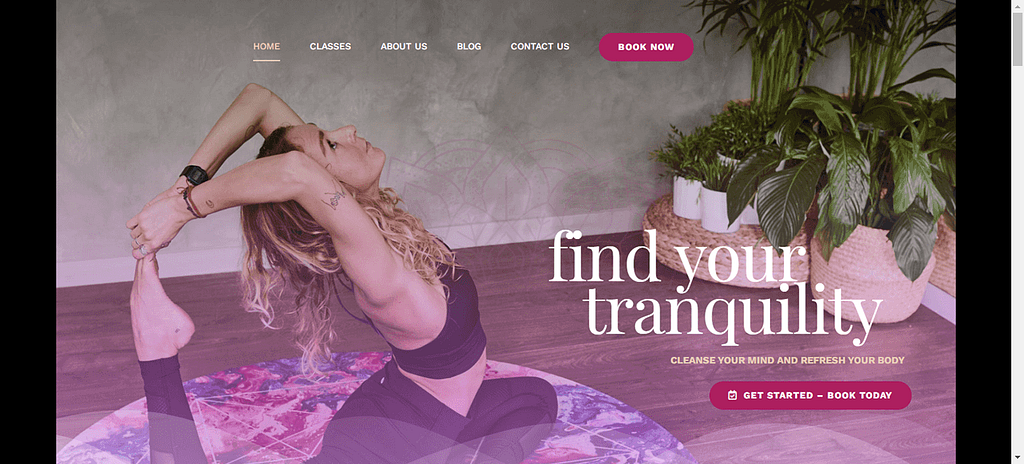 HOME CLASSES ABOUT US BLOG CONTACT US BOOK NOW
find your
tranquility
CLEANSE YOUR MIND AND REFRESH YOUR BODY
GET STARTED – BOOK TODAY